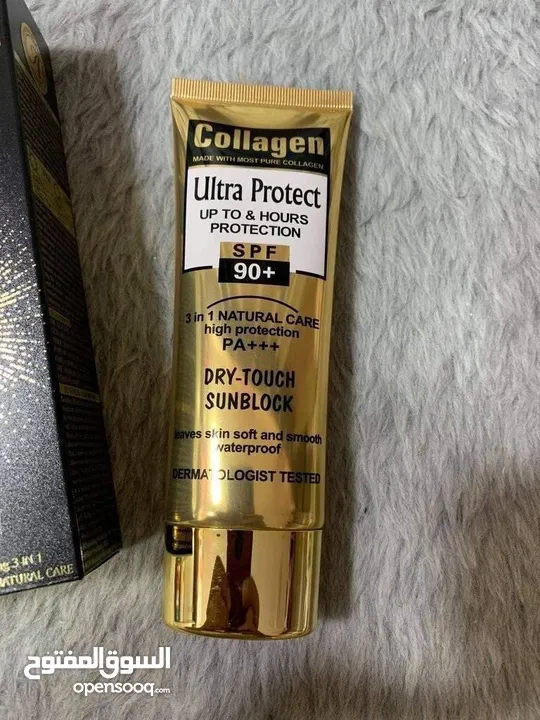 Collagen
MADE WITH MOST PURE COLLAGEN
Ultra Protect
UP TO & HOURS
PROTECTION
SPF
90+
3 in 1 NATURAL CARE
high protection
PA+++
DRY-TOUCH
SUNBLOCK
leaves skin soft and smooth
waterproof
DERMATOLOGIST TESTED
3 IN 1
NATURAL CARE
السوق المفتوح
opensooq.com